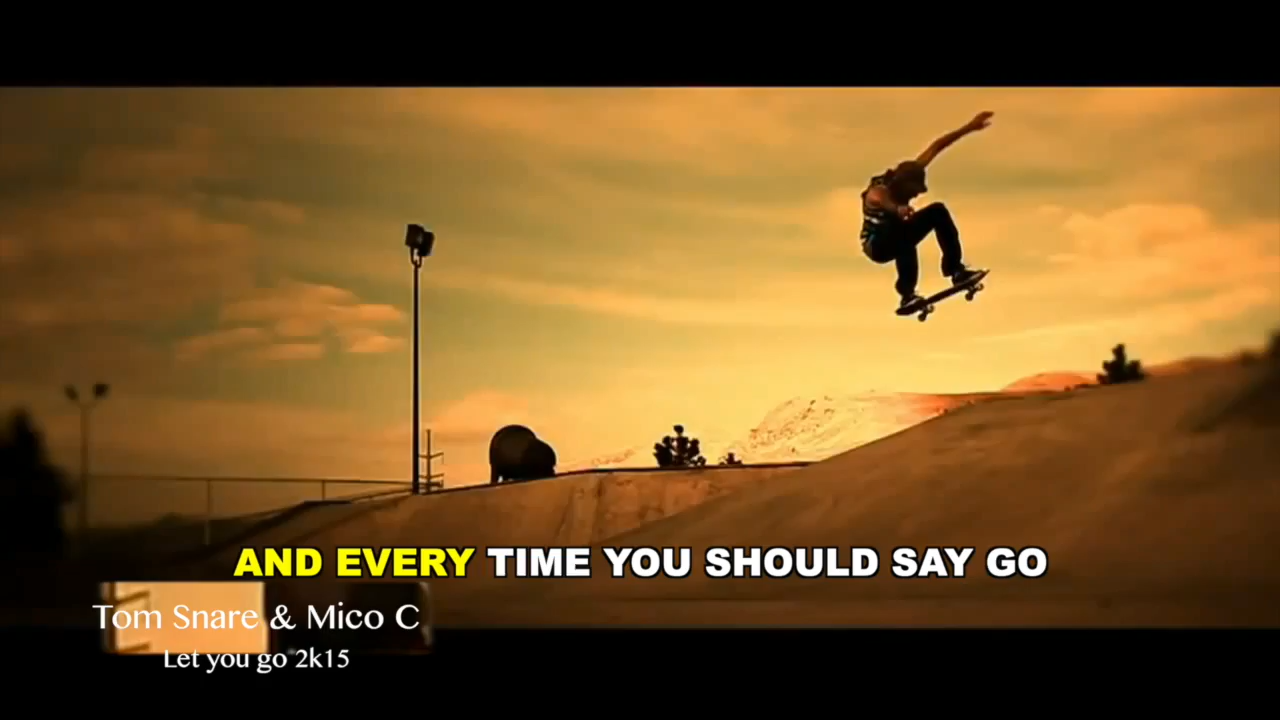 AND EVERY TIME YOU SHOULD SAY GO
Tom Snare & Mico C
Let you go 2k15